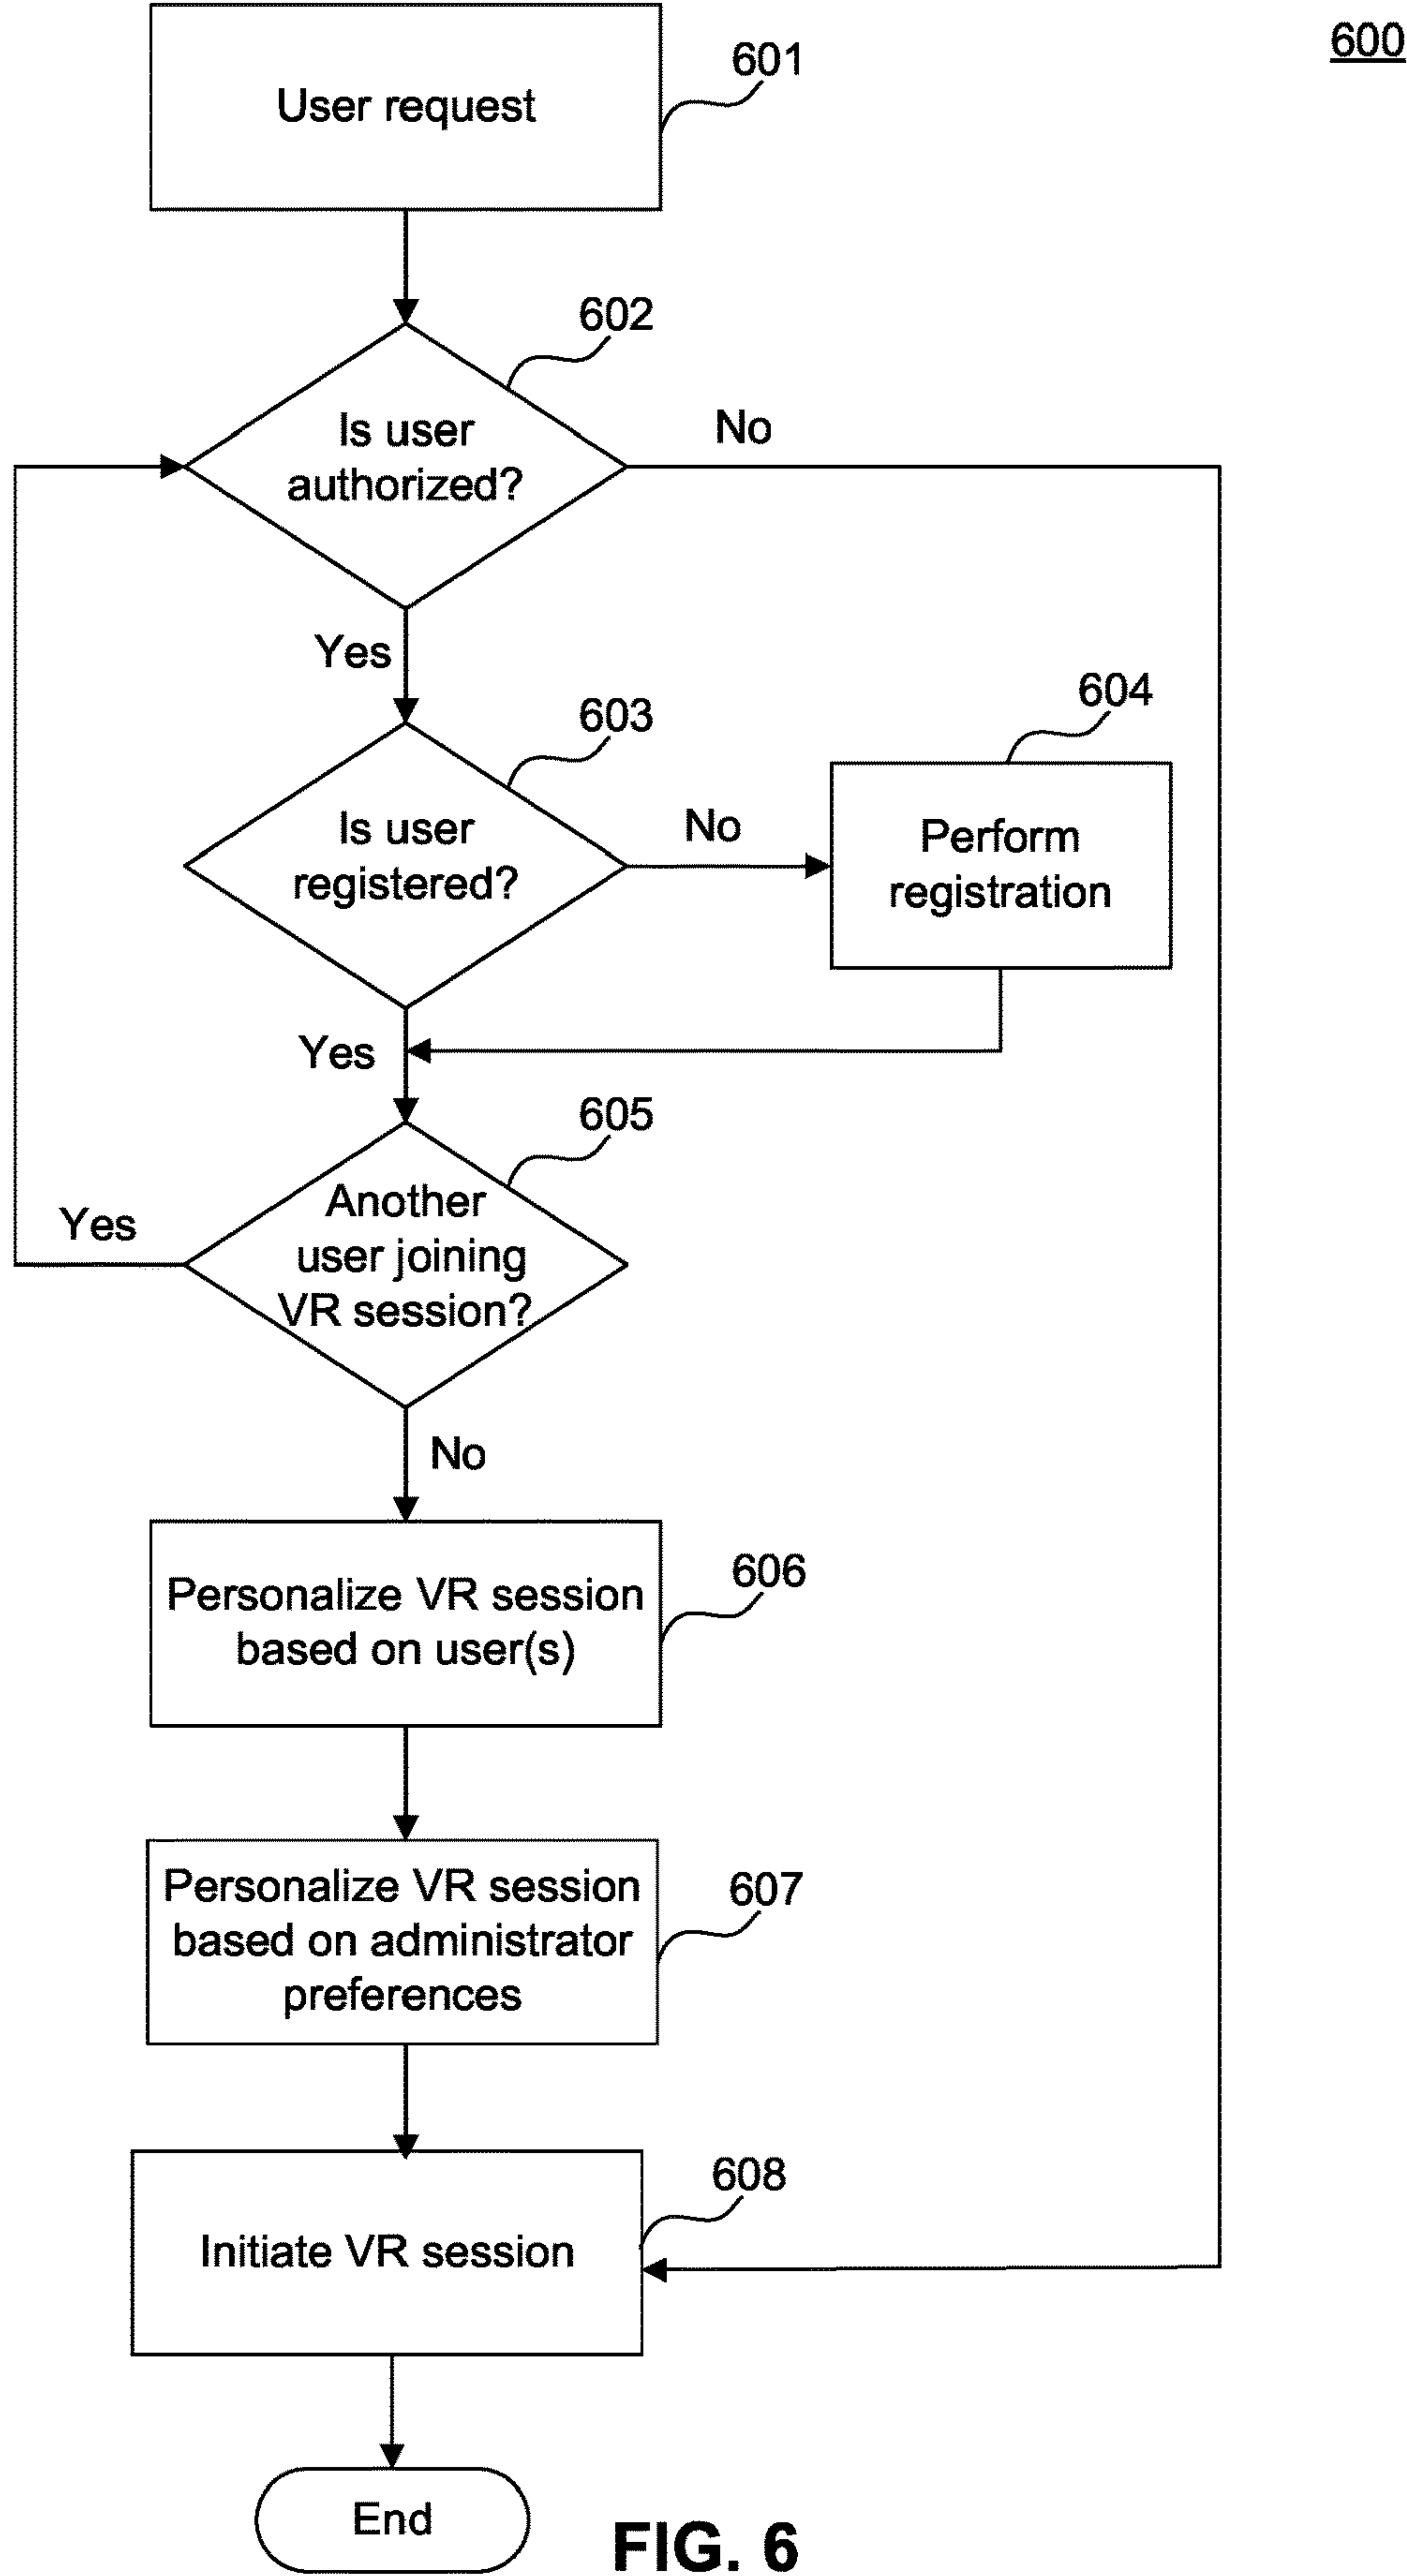 600
User request
601
602
Is user
authorized?
No
Yes
603
604
Is user
registered?
No
Perform
registration
Yes
605
Another
user joining
VR session?
Yes
No
606
Personalize VR session
based on user(s)
607
Personalize VR session
based on administrator
preferences
608
Initiate VR session
End
FIG. 6